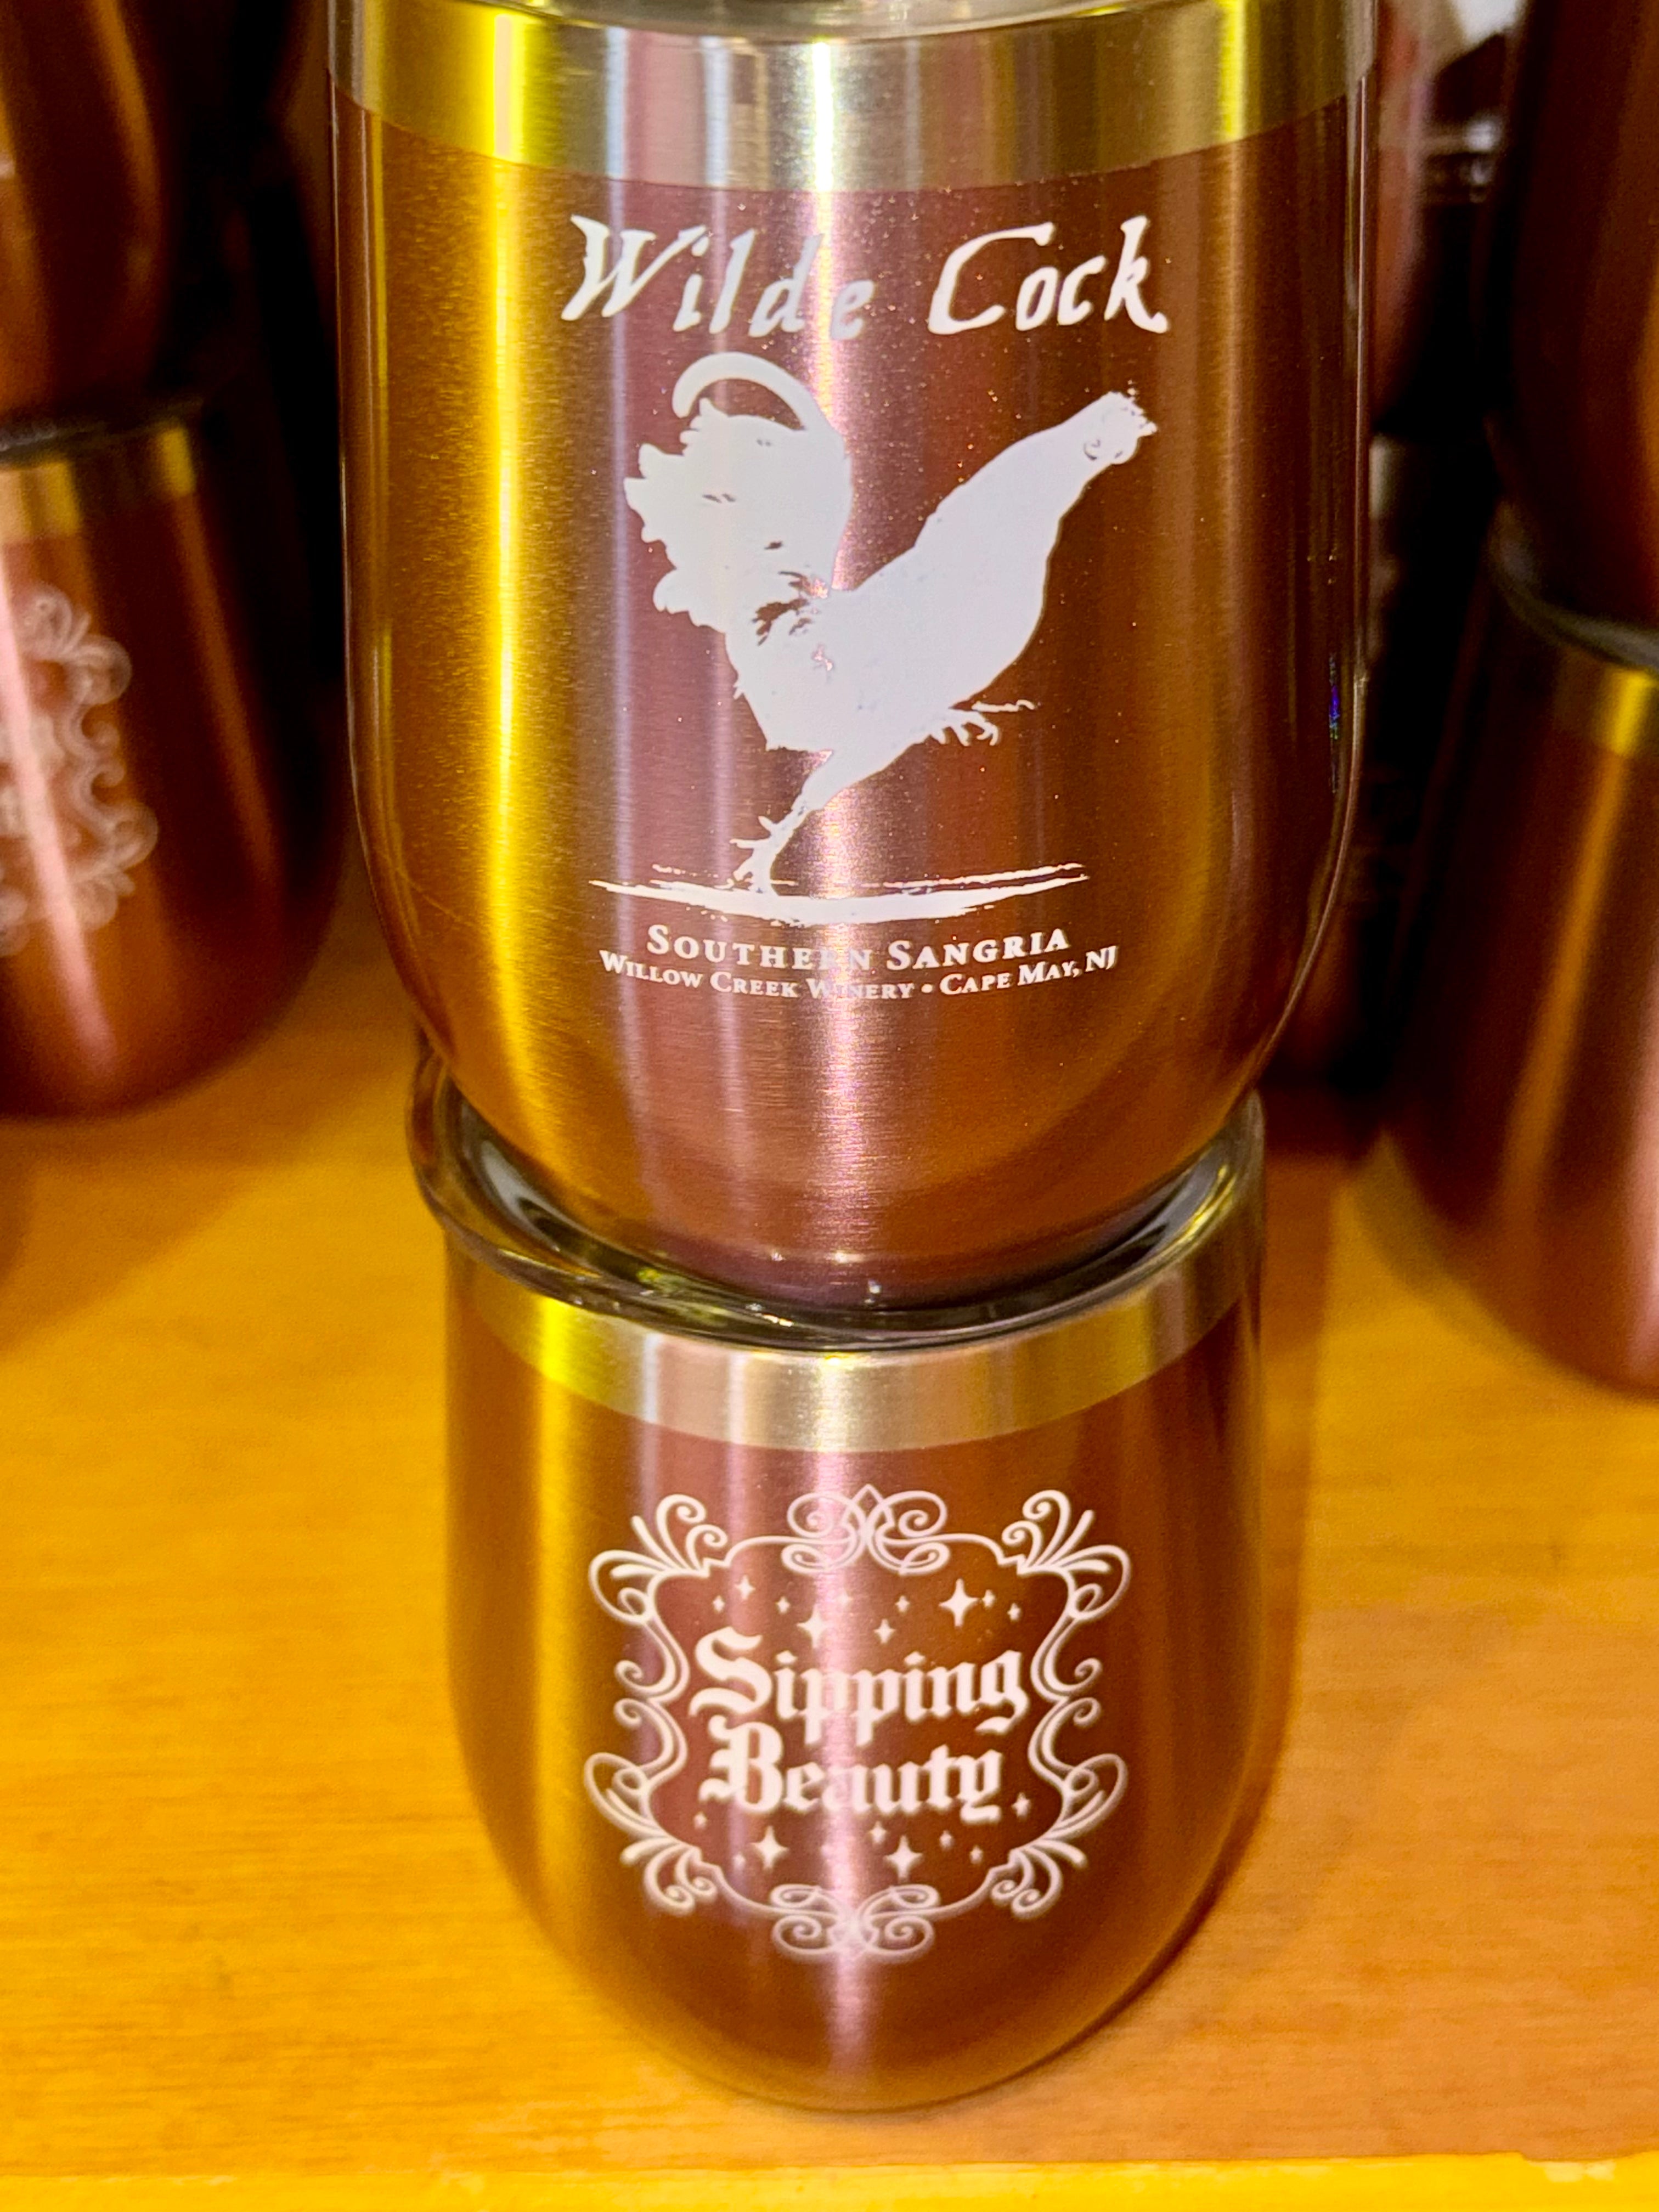 Wilde Cock
SOUTHERN SANGRIA
WILLOW CREEK WINERY • CAPE MAY, NJ
Sipping
Beauty